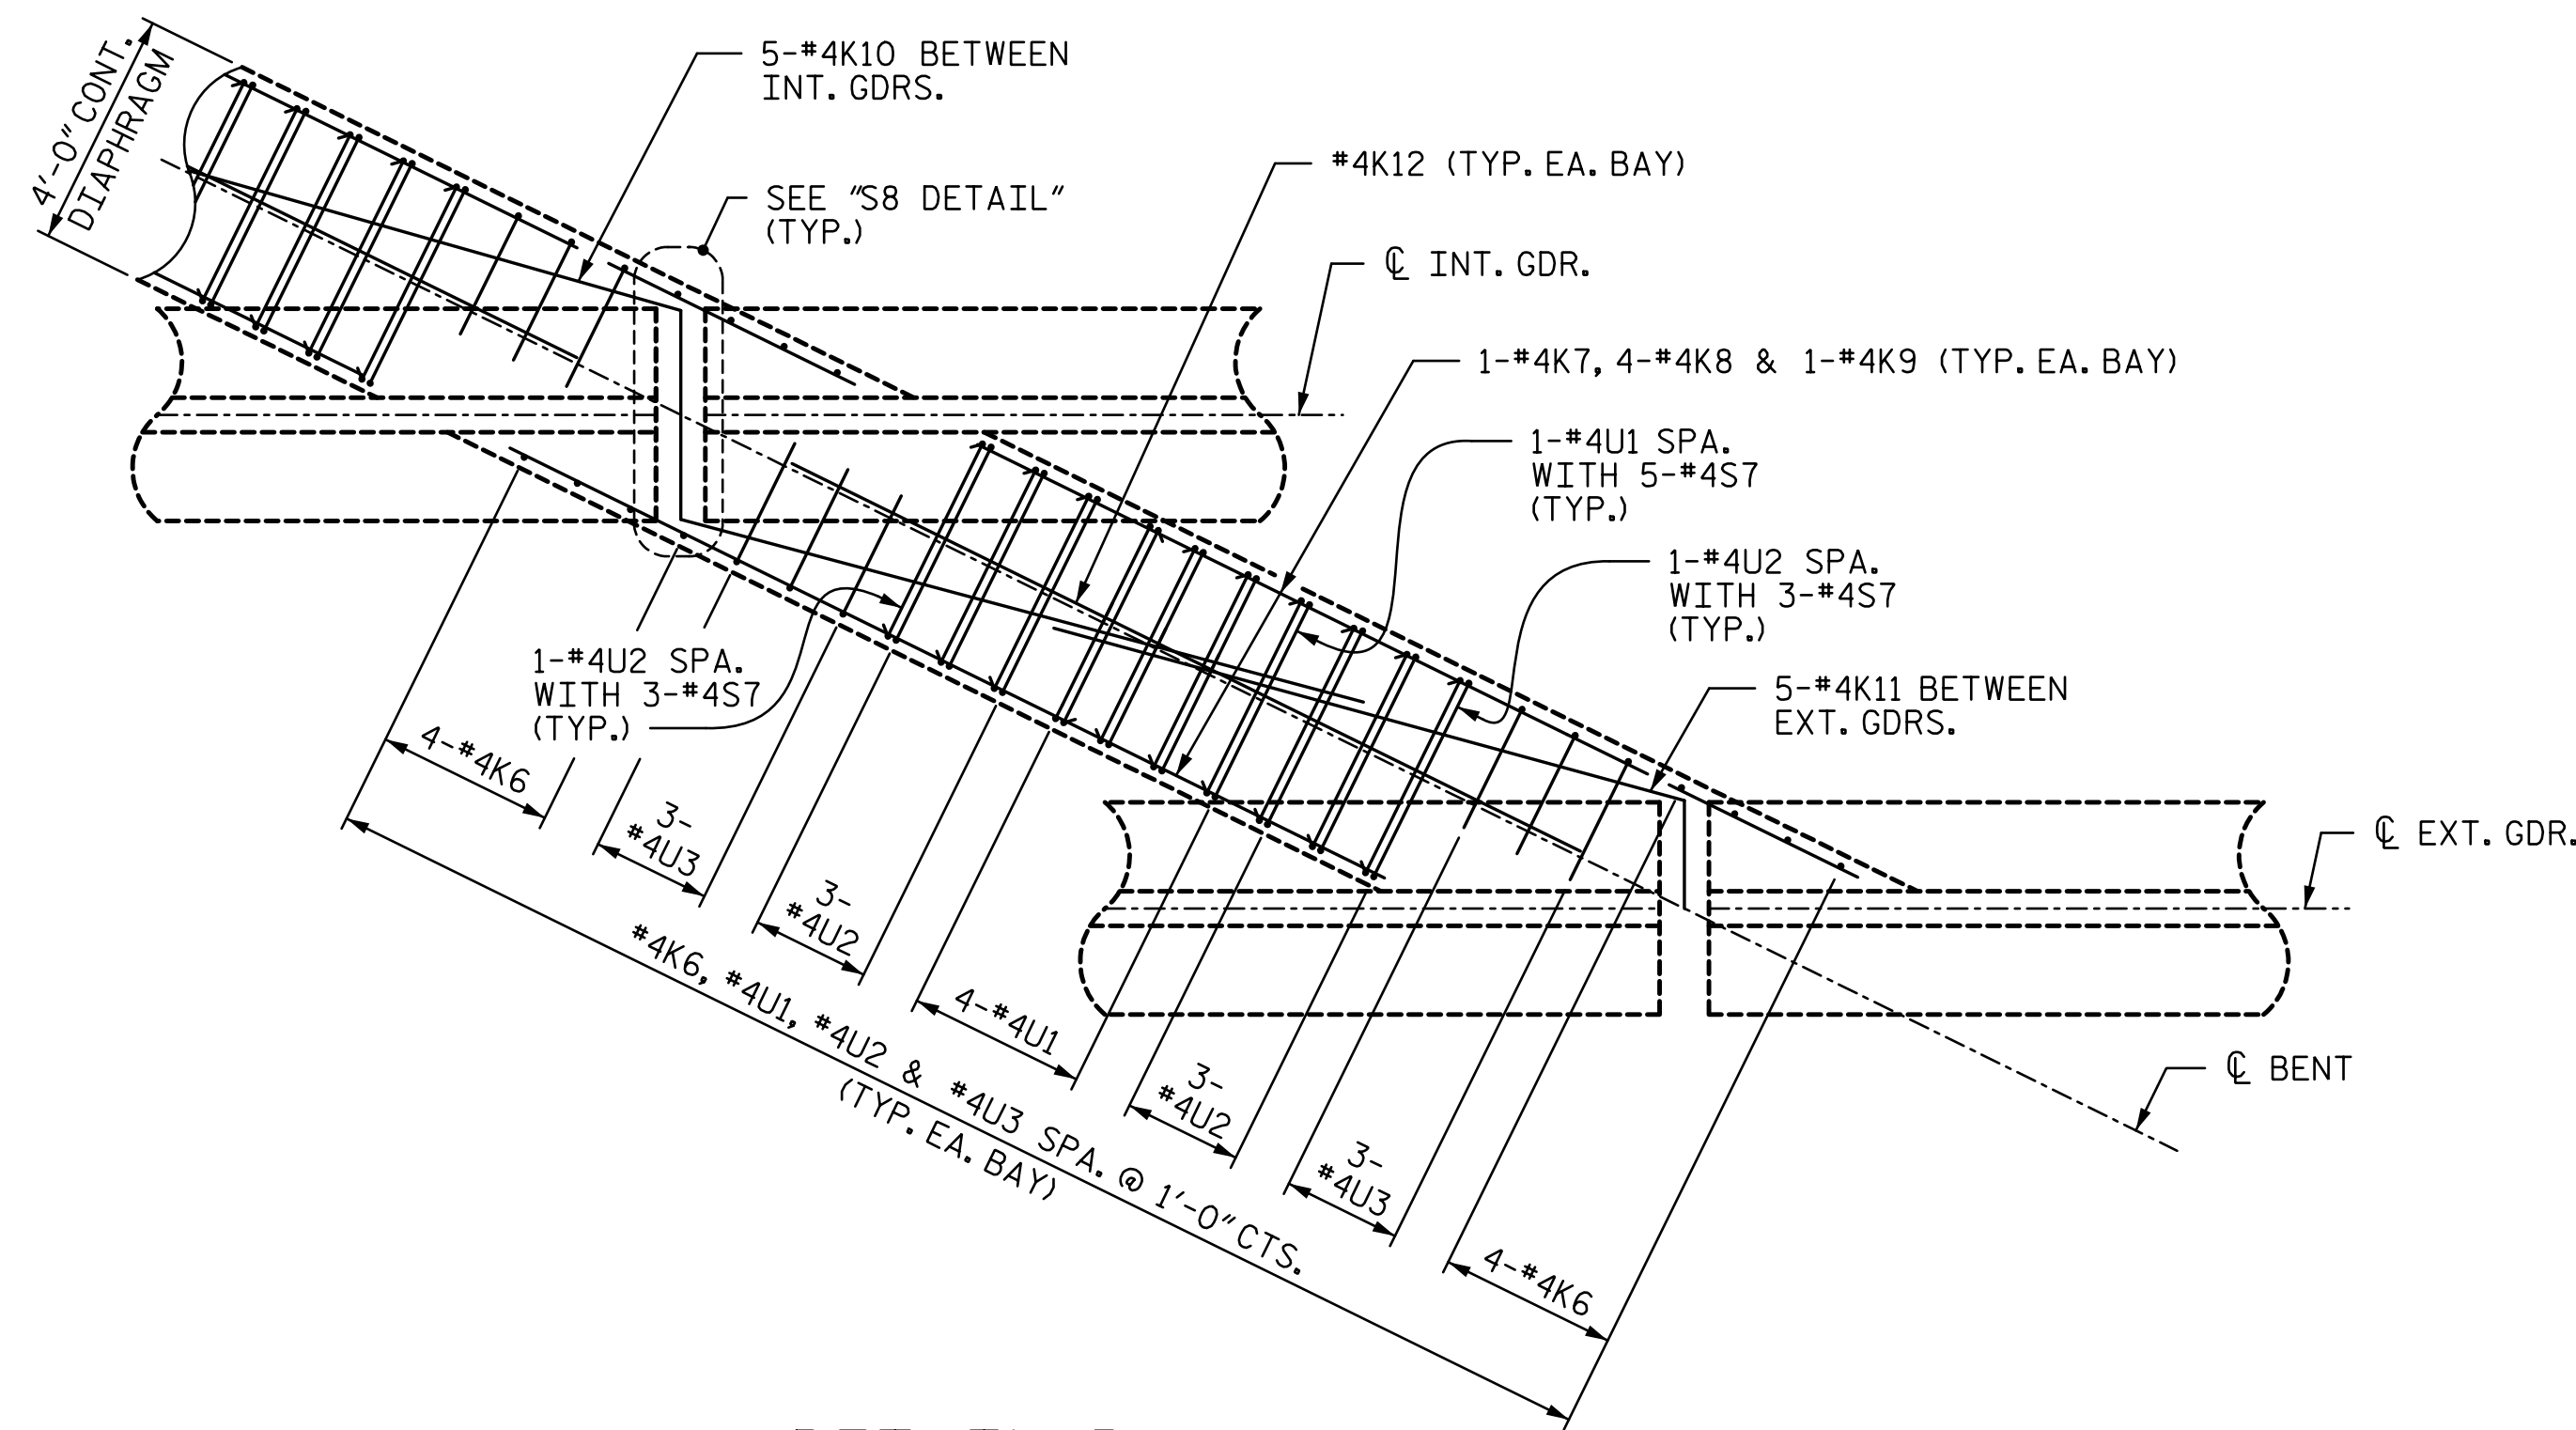 4'-0" CONT.
DIAPHRAGM
5-#4K10 BETWEEN
INT. GDRS.
#4K12 (TYP. EA. BAY)
SEE "S8 DETAIL"
(TYP.)
℄ INT. GDR.
1-#4K7, 4-#4K8 & 1-#4K9 (TYP. EA. BAY)
1-#4U1 SPA.
WITH 5-#4S7
(TYP.)
1-#4U2 SPA.
WITH 3-#4S7
(TYP.)
1-#4U2 SPA.
WITH 3-#4S7
(TYP.)
5-#4K11 BETWEEN
EXT. GDRS.
℄ EXT. GDR.
℄ BENT
4-#4K6
3-
#4U3
3-
#4U2
4-#4U1
3-
#4U2
3-
#4U3
4-#4K6
#4K6, #4U1, #4U2 & #4U3 SPA. @ 1'-0" CTS.
(TYP. EA. BAY)